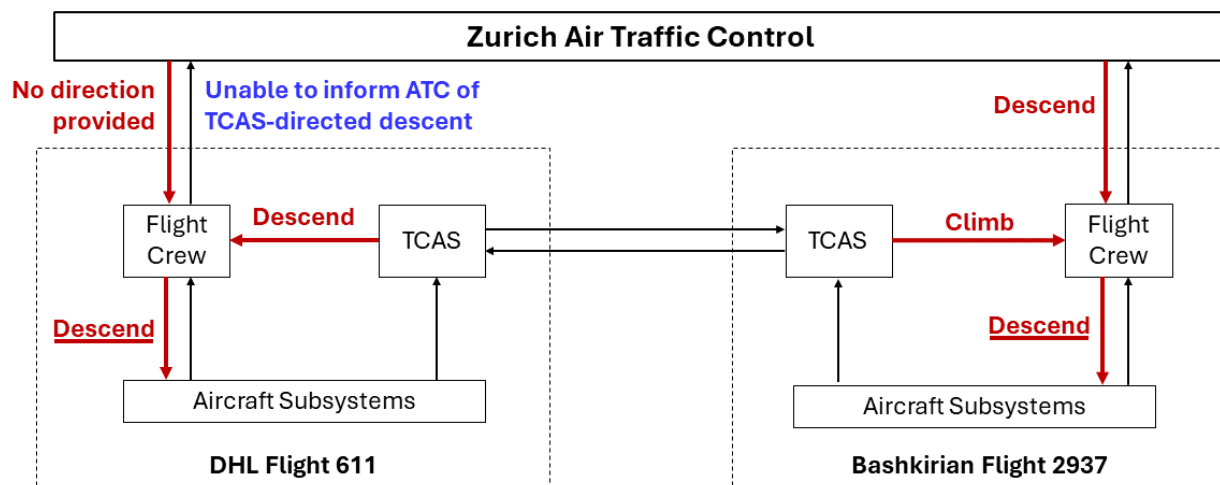 Zurich Air Traffic Control
No direction
provided
Unable to inform ATC of
TCAS-directed descent
Descend
Flight
Crew
Descend
TCAS
TCAS
Climb
Flight
Crew
Descend
Descend
Aircraft Subsystems
Aircraft Subsystems
DHL Flight 611
Bashkirian Flight 2937